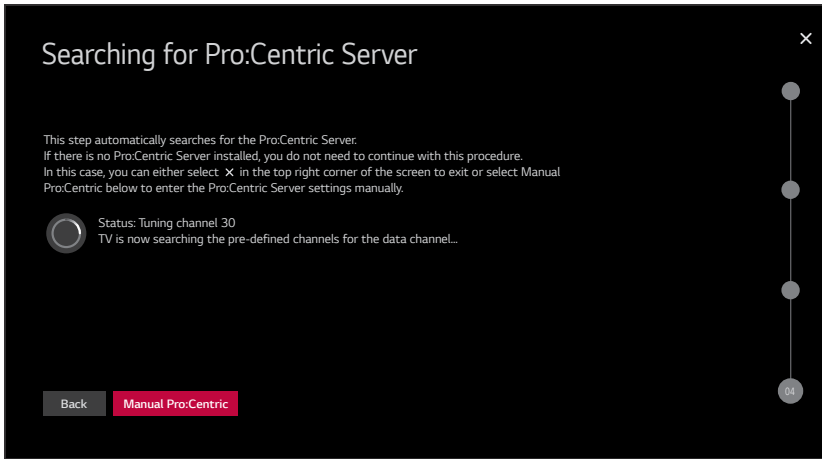 Searching for Pro:Centric Server
This step automatically searches for the Pro:Centric Server.
If there is no Pro:Centric Server installed, you do not need to continue with this procedure.
In this case, you can either select ✕ in the top right corner of the screen to exit or select Manual
Pro:Centric below to enter the Pro:Centric Server settings manually.
Status: Tuning channel 30
TV is now searching the pre-defined channels for the data channel...
Back
Manual Pro:Centric
04